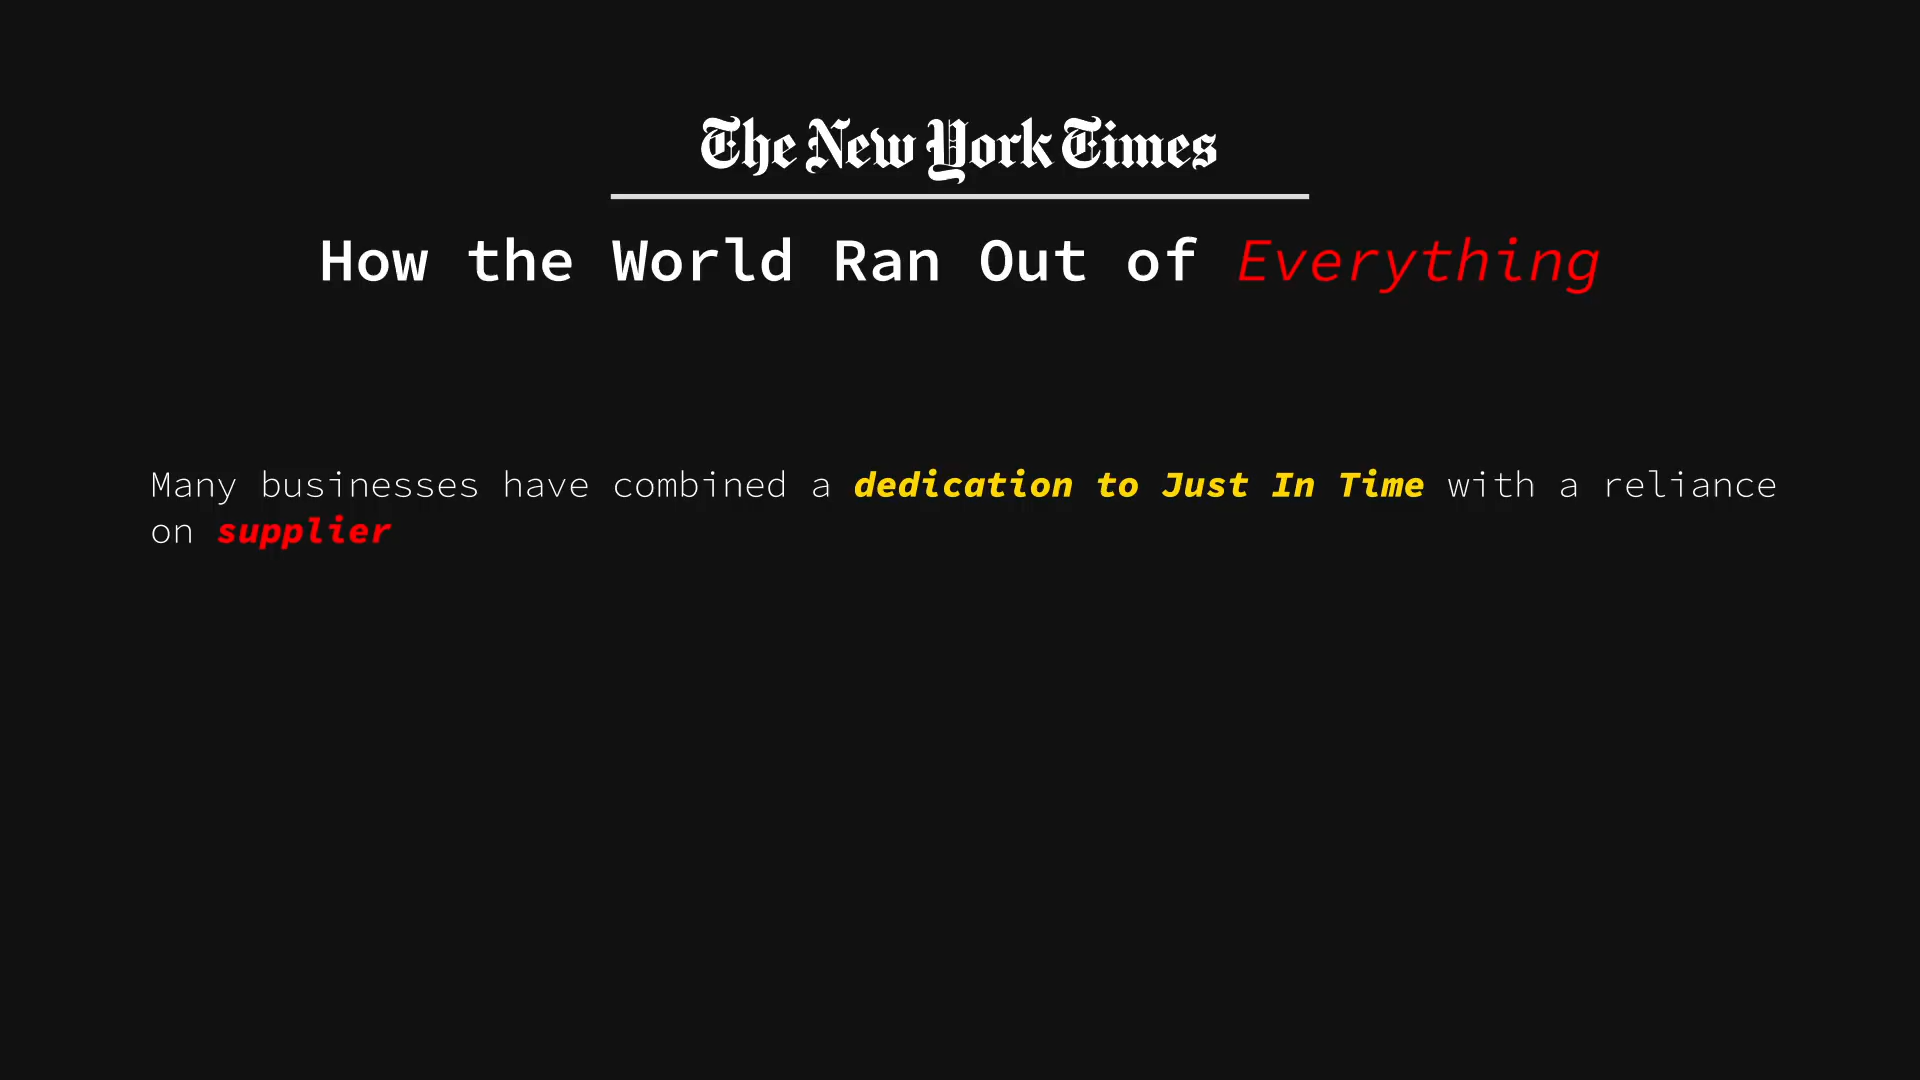 The New York Times
How the World Ran Out of Everything
Many businesses have combined a dedication to Just In Time with a reliance
on supplier